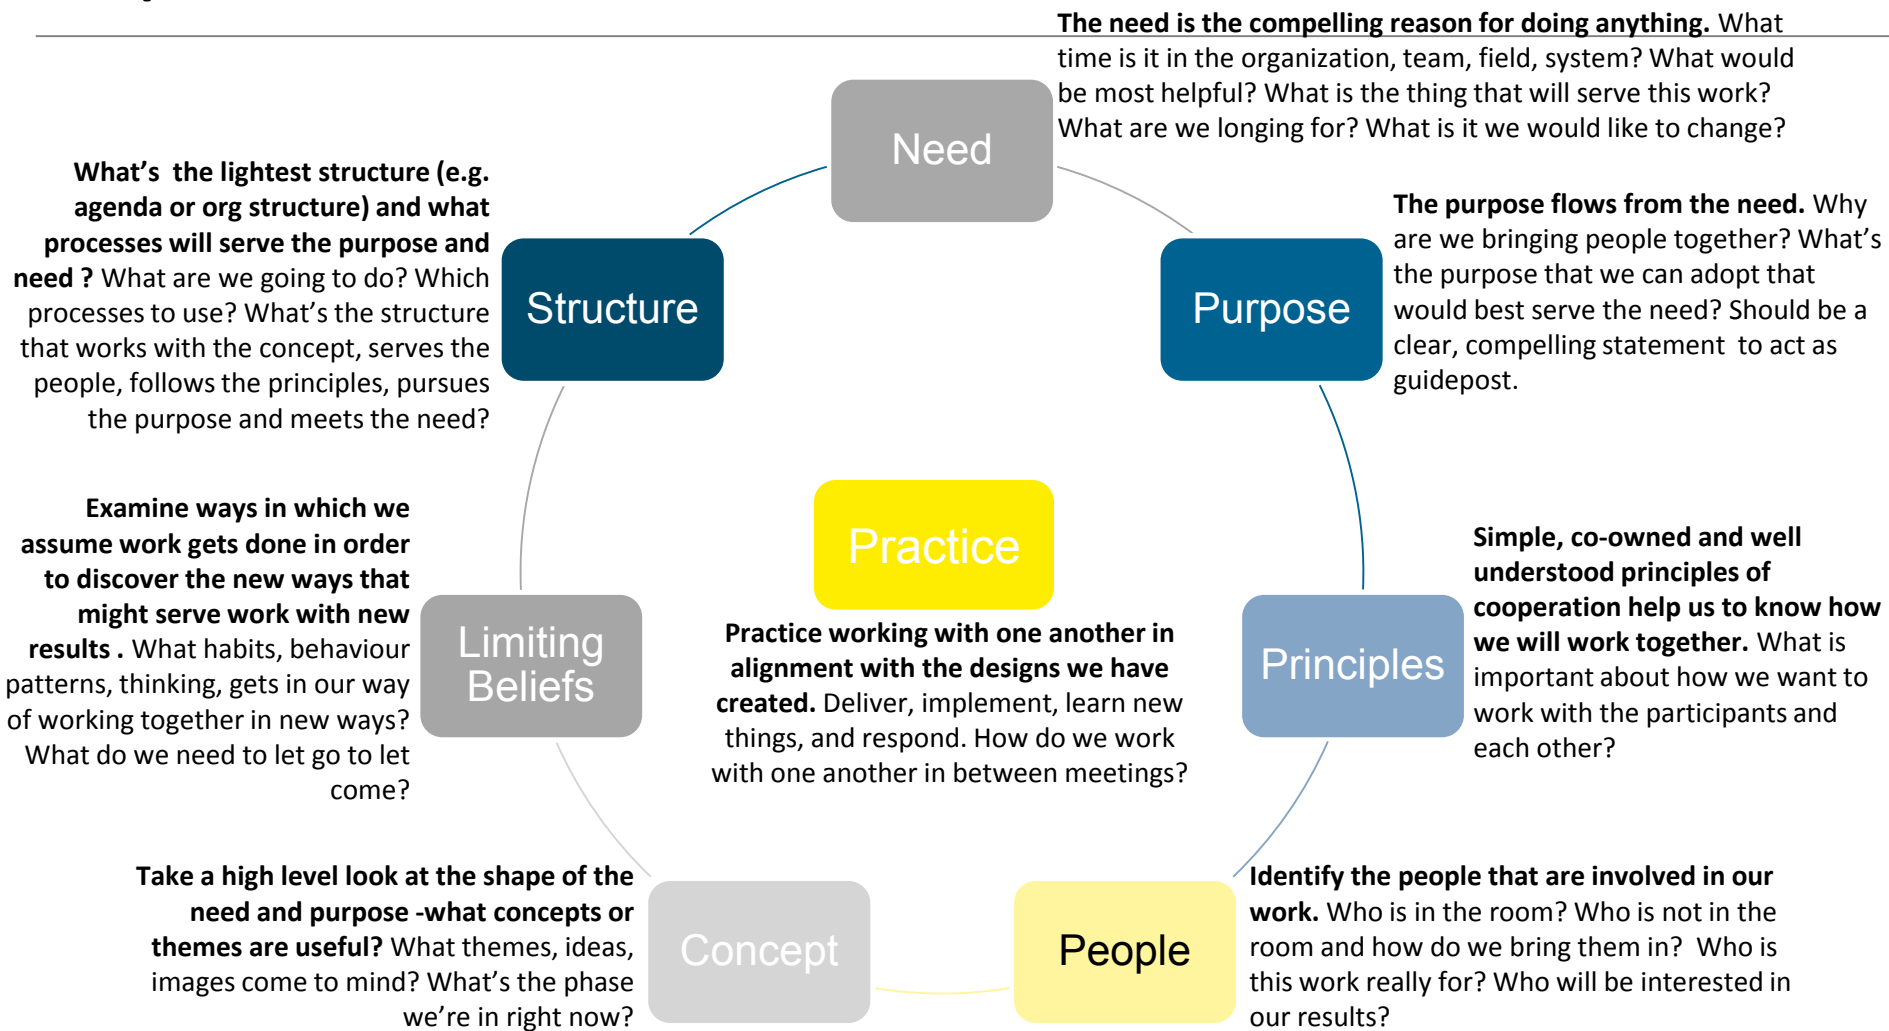 The need is the compelling reason for doing anything. What
time is it in the organization, team, field, system? What would
be most helpful? What is the thing that will serve this work?
What are we longing for? What is it we would like to change?
Need
The purpose flows from the need. Why
are we bringing people together? What's
the purpose that we can adopt that
would best serve the need? Should be a
clear, compelling statement  to act as
guidepost.
Purpose
Simple, co-owned and well
understood principles of
cooperation help us to know how
we will work together. What is
important about how we want to
work with the participants and
each other?
Principles
Identify the people that are involved in our
work. Who is in the room? Who is not in the
room and how do we bring them in?  Who is
this work really for? Who will be interested in
our results?
People
Concept
Take a high level look at the shape of the
need and purpose -what concepts or
themes are useful? What themes, ideas,
images come to mind? What's the phase
we're in right now?
Limiting
Beliefs
Examine ways in which we
assume work gets done in order
to discover the new ways that
might serve work with new
results . What habits, behaviour
patterns, thinking, gets in our way
of working together in new ways?
What do we need to let go to let
come?
Structure
What's  the lightest structure (e.g.
agenda or org structure) and what
processes will serve the purpose and
need ? What are we going to do? Which
processes to use? What's the structure
that works with the concept, serves the
people, follows the principles, pursues
the purpose and meets the need?
Practice
Practice working with one another in
alignment with the designs we have
created. Deliver, implement, learn new
things, and respond. How do we work
with one another in between meetings?